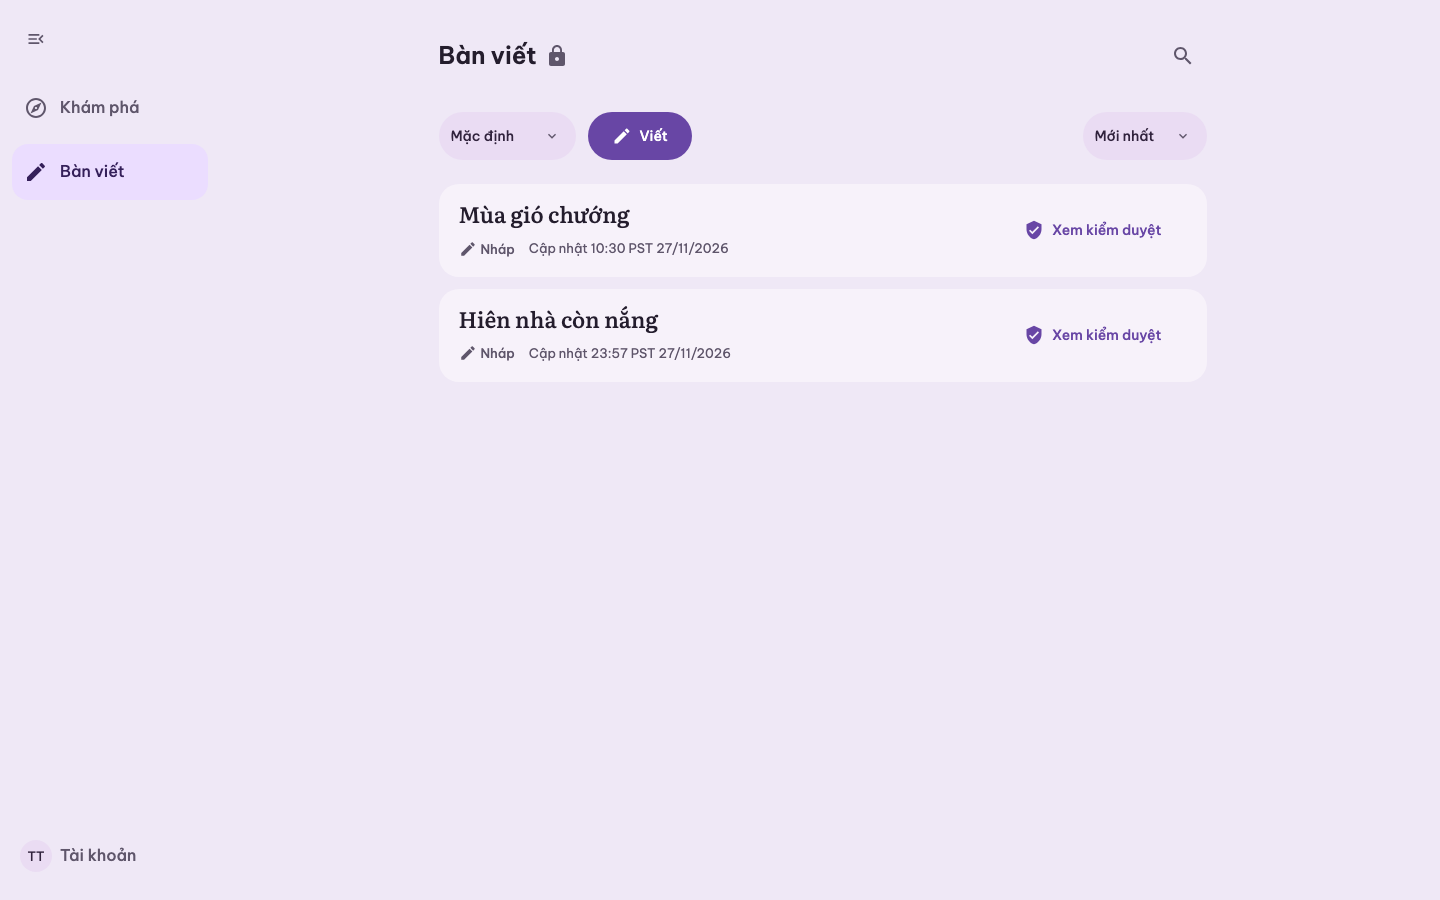 Khám phá
Bàn viết
Tài khoản
TT
Bàn viết
Mặc định
Viết
Mới nhất
Mùa gió chướng
Nháp Cập nhật 10:30 PST 27/11/2026
Xem kiểm duyệt
Hiên nhà còn nắng
Nháp Cập nhật 23:57 PST 27/11/2026
Xem kiểm duyệt